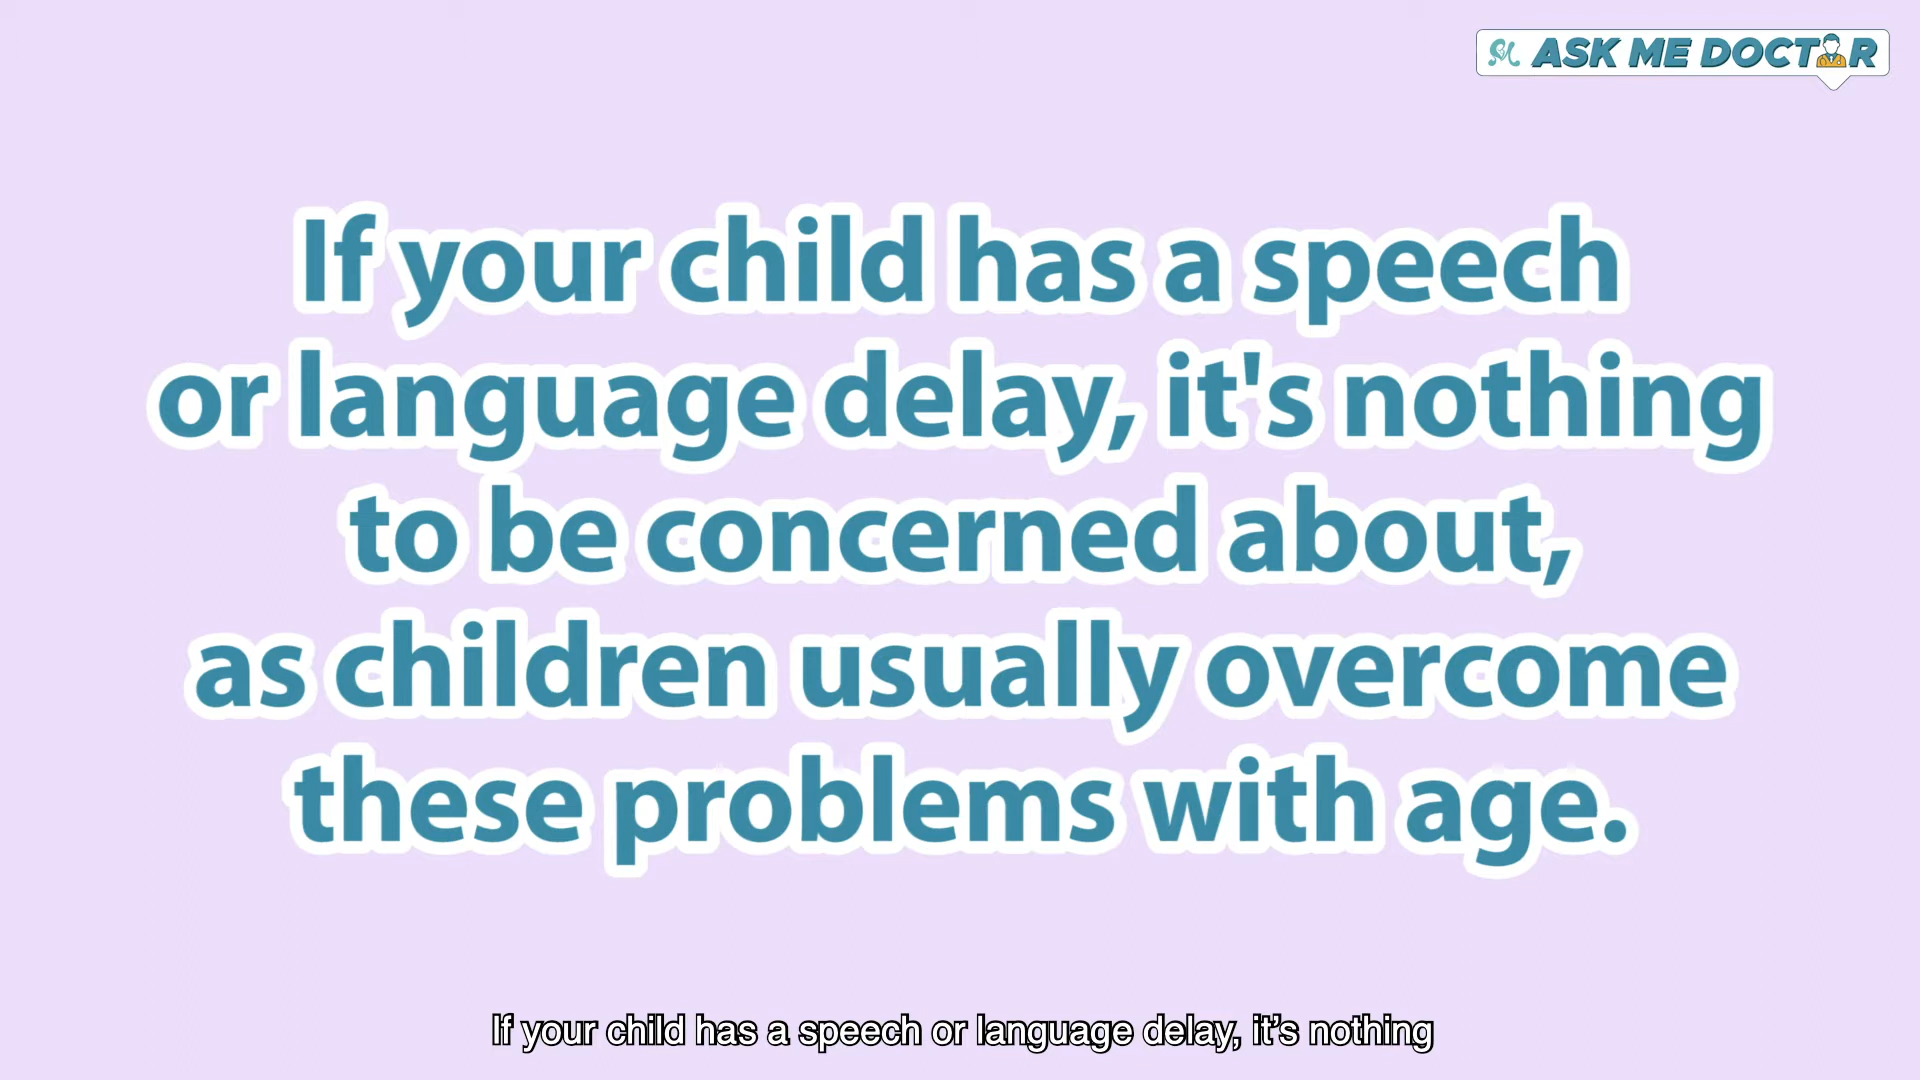 ASK ME DOCTOR
If your child has a speech
or language delay, it's nothing
to be concerned about,
as children usually overcome
these problems with age.
If your child has a speech or language delay, it’s nothing